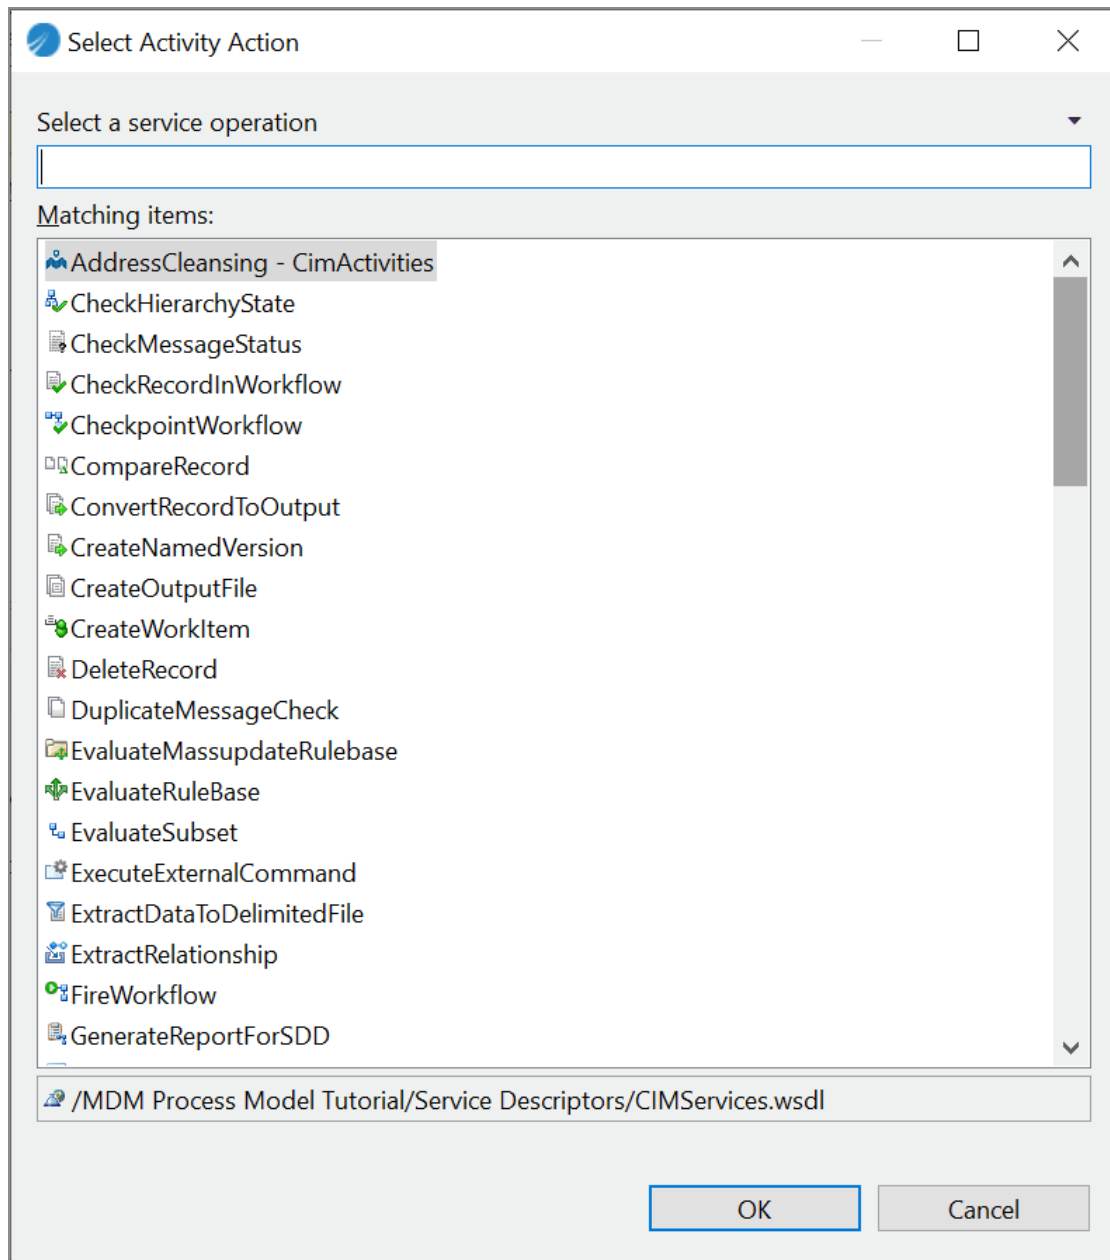 Select Activity Action
Select a service operation
Matching items:
AddressCleansing - CimActivities
CheckHierarchyState
CheckMessageStatus
CheckRecordInWorkflow
CheckpointWorkflow
CompareRecord
ConvertRecordToOutput
CreateNamedVersion
CreateOutputFile
CreateWorkItem
DeleteRecord
DuplicateMessageCheck
EvaluateMassupdateRulebase
EvaluateRuleBase
EvaluateSubset
ExecuteExternalCommand
ExtractDataToDelimitedFile
ExtractRelationship
FireWorkflow
GenerateReportForSDD
/MDM Process Model Tutorial/Service Descriptors/CIMServices.wsdl
OK Cancel